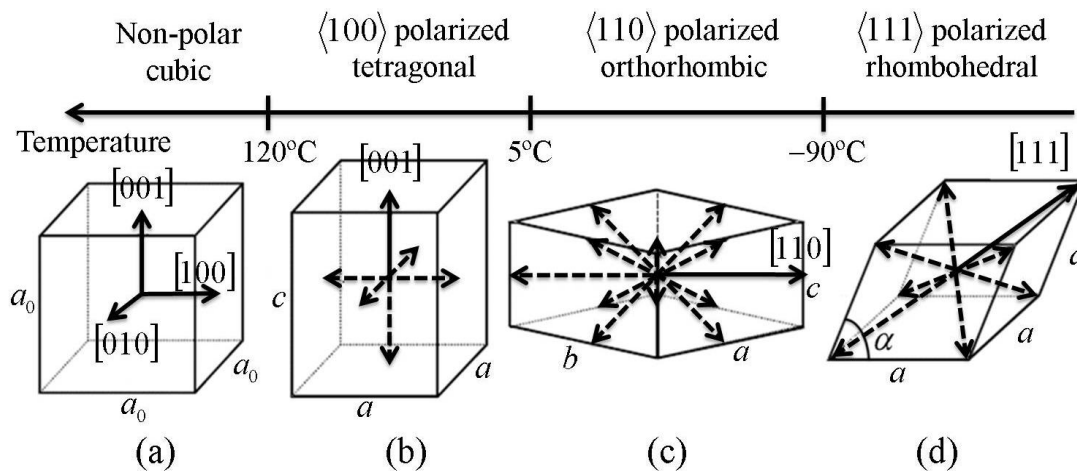 Non-polar
cubic
⟨100⟩ polarized
tetragonal
⟨110⟩ polarized
orthorhombic
⟨111⟩ polarized
rhombohedral
Temperature
120°C
5°C
−90°C
[001]
[100]
[010]
a₀
a₀
a₀
(a)
[001]
c
a
a
(b)
[110]
c
b
a
(c)
[111]
a
α
a
a
(d)